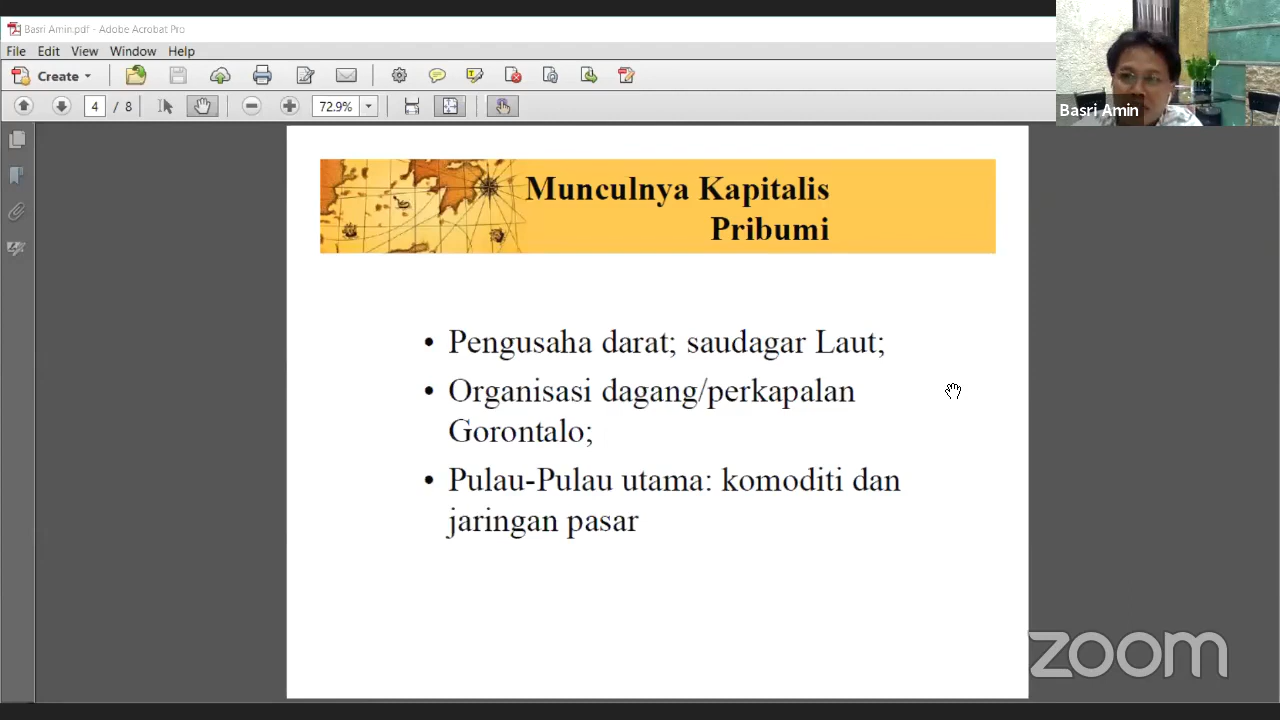 Basri Amin.pdf - Adobe Acrobat Pro
File Edit View Window Help
Create
4 / 8 72.9%
Basri Amin
Munculnya Kapitalis
Pribumi
• Pengusaha darat; saudagar Laut;
• Organisasi dagang/perkapalan
Gorontalo;
• Pulau-Pulau utama: komoditi dan
jaringan pasar
zoom